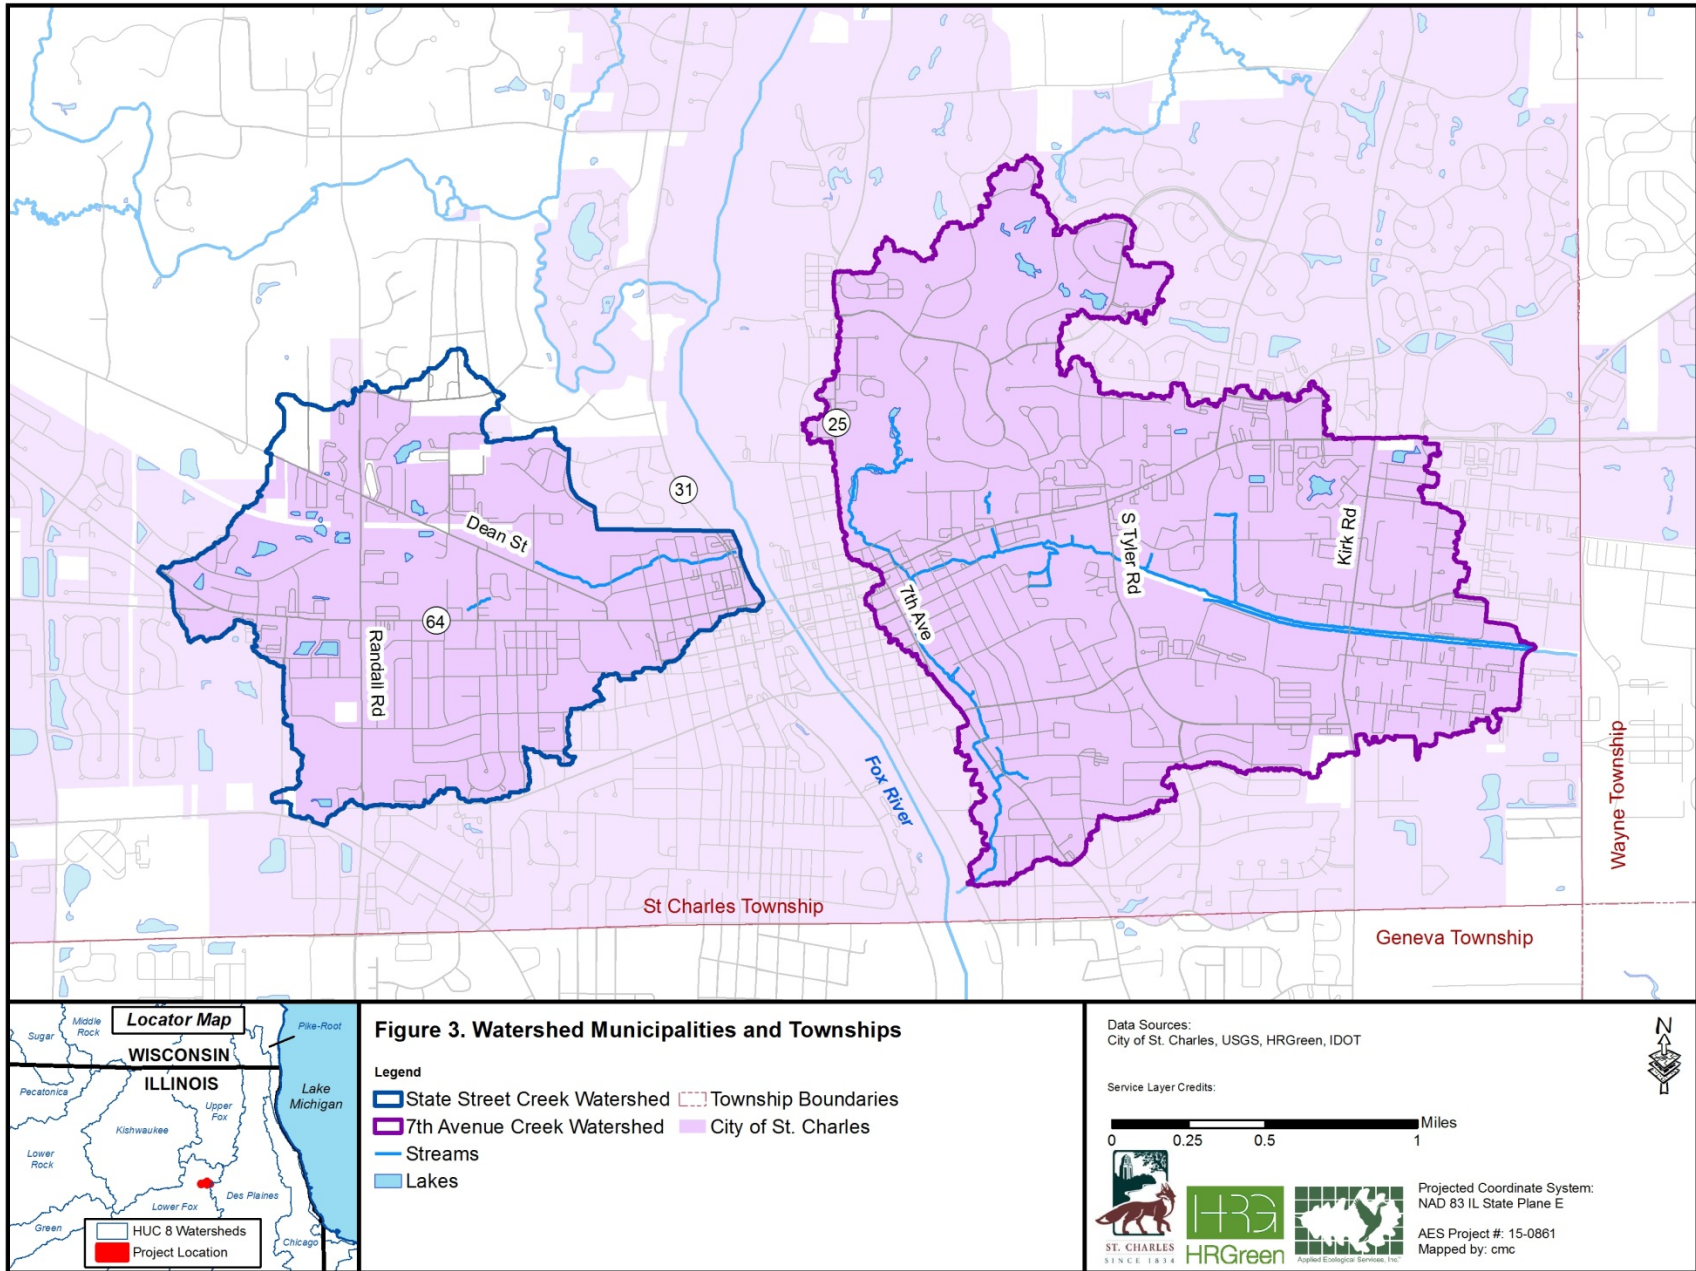 25
31
Dean St
S Tyler Rd
Kirk Rd
7th Ave
64
Randall Rd
Fox River
Wayne Township
St Charles Township
Geneva Township
Locator Map
Sugar
Middle
Rock
Pike-Root
WISCONSIN
ILLINOIS
Pecatonica
Lake
Michigan
Upper
Fox
Kishwaukee
Lower
Rock
Des Plaines
Lower Fox
Green
Chicago
HUC 8 Watersheds
Project Location
Figure 3. Watershed Municipalities and Townships
Legend
State Street Creek Watershed
Township Boundaries
7th Avenue Creek Watershed
City of St. Charles
Streams
Lakes
Data Sources:
City of St. Charles, USGS, HRGreen, IDOT
N
Service Layer Credits:
Miles
0 0.25 0.5 1
ST. CHARLES
SINCE 1834
HRG
HRGreen
Applied Ecological Services, Inc.
Projected Coordinate System:
NAD 83 IL State Plane E
AES Project #: 15-0861
Mapped by: cmc